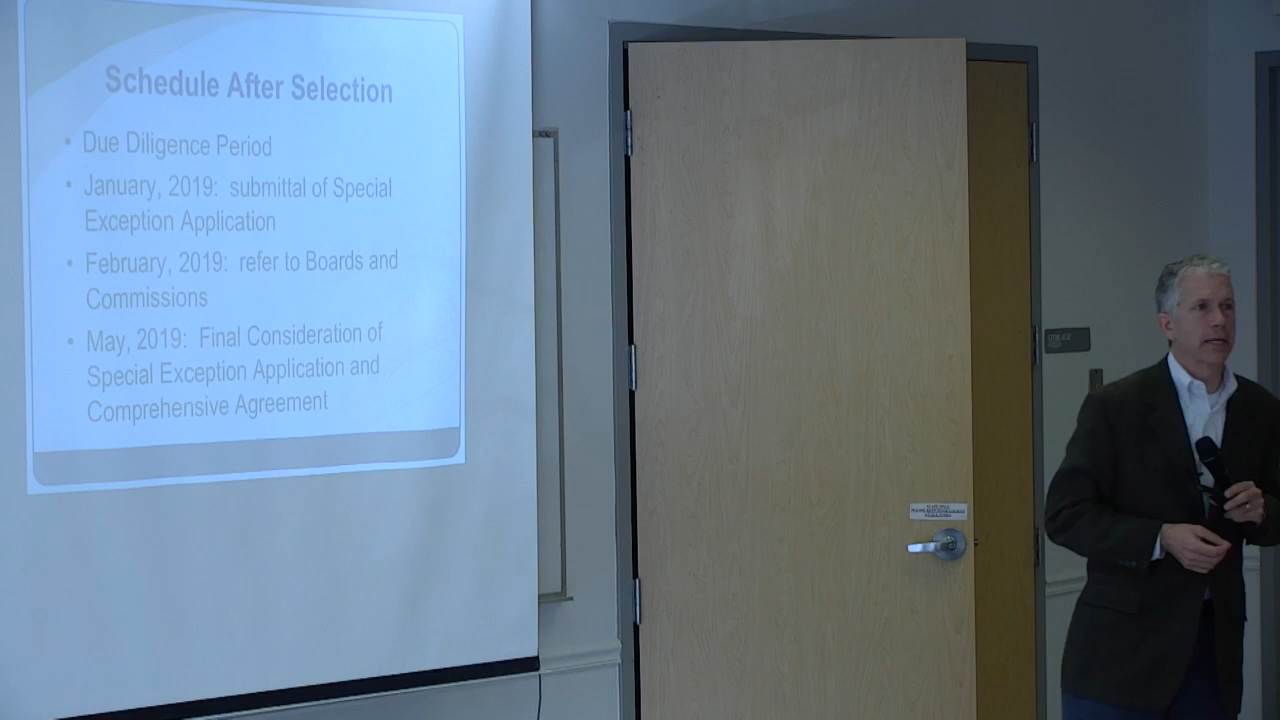 Schedule After Selection
• Due Diligence Period
• January, 2019: submittal of Special
Exception Application
• February, 2019: refer to Boards and
Commissions
• May, 2019: Final Consideration of
Special Exception Application and
Comprehensive Agreement